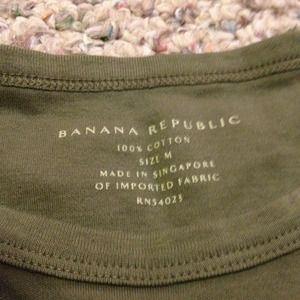 BANANA REPUBLIC
100% COTTON
SIZE M
MADE IN SINGAPORE
OF IMPORTED FABRIC
RN54023